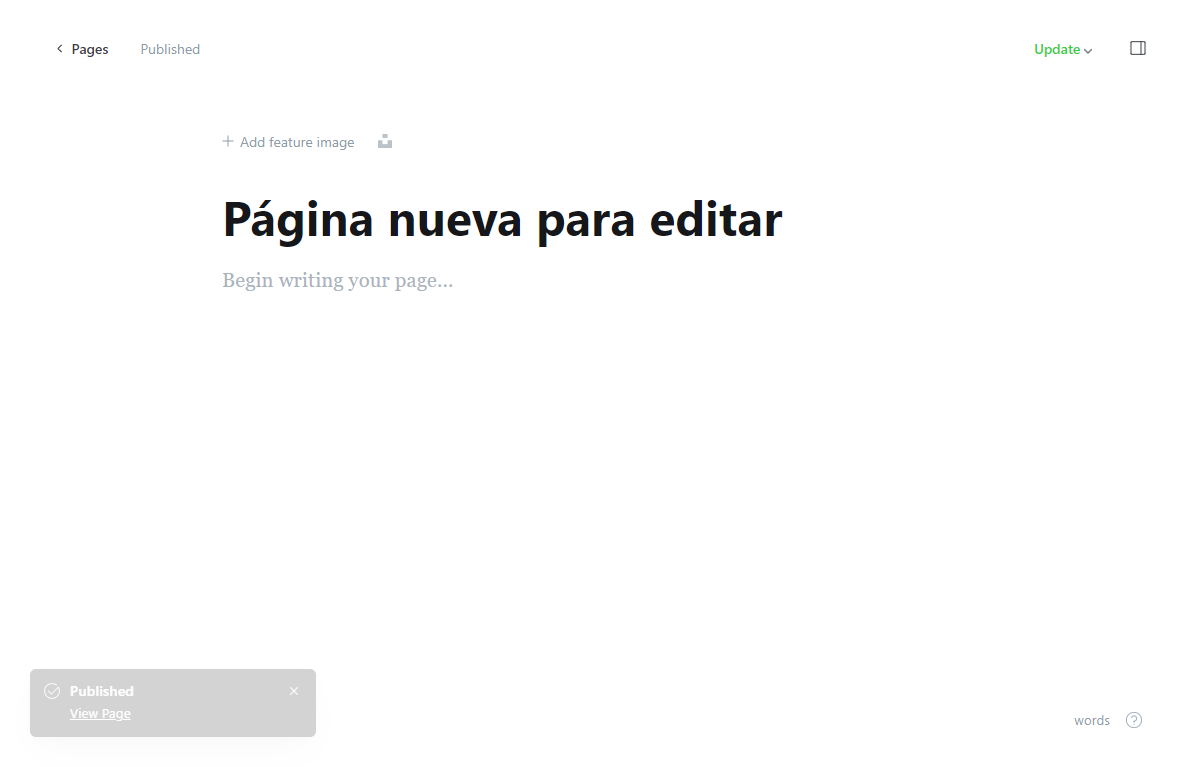 Pages Published Update
Add feature image
Página nueva para editar
Begin writing your page...
Published
View Page
words